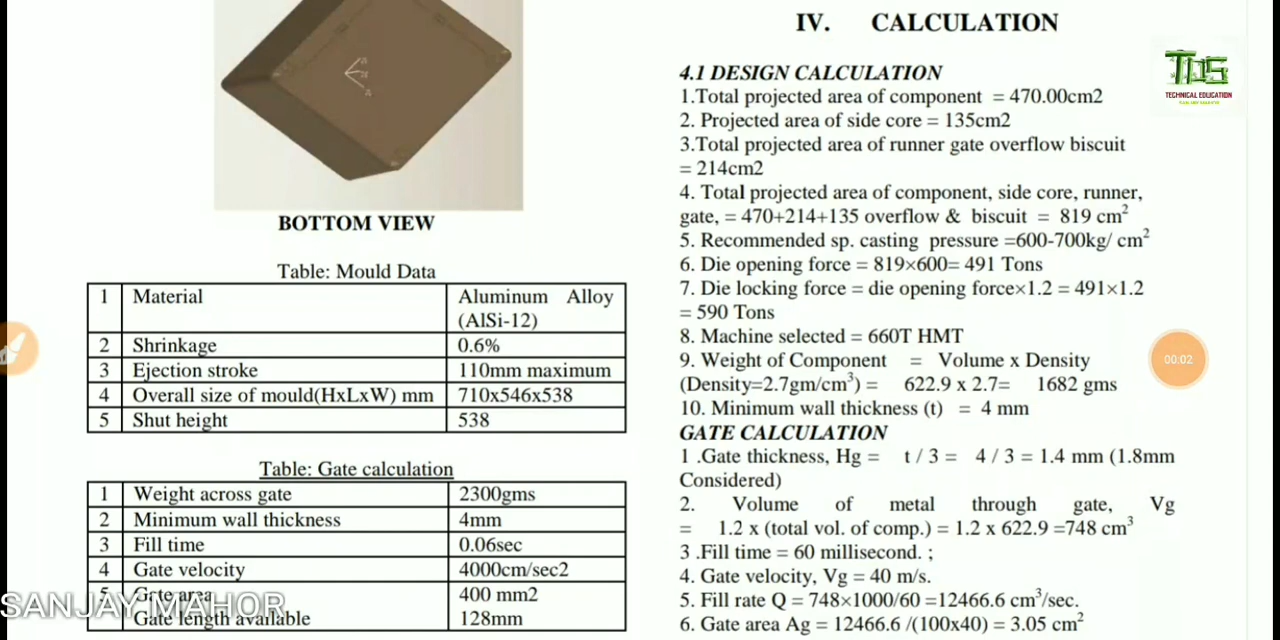 BOTTOM VIEW
Table: Mould Data
1 Material Aluminum Alloy
(AlSi-12)
2 Shrinkage 0.6%
3 Ejection stroke 110mm maximum
4 Overall size of mould(HxLxW) mm 710x546x538
5 Shut height 538
Table: Gate calculation
1 Weight across gate 2300gms
2 Minimum wall thickness 4mm
3 Fill time 0.06sec
4 Gate velocity 4000cm/sec2
5 Gate area 400 mm2
Gate length available 128mm
SANJAY MAHOR
IV. CALCULATION
4.1 DESIGN CALCULATION
1.Total projected area of component = 470.00cm2
2. Projected area of side core = 135cm2
3.Total projected area of runner gate overflow biscuit
= 214cm2
4. Total projected area of component, side core, runner,
gate, = 470+214+135 overflow & biscuit = 819 cm²
5. Recommended sp. casting pressure =600-700kg/ cm²
6. Die opening force = 819×600= 491 Tons
7. Die locking force = die opening force×1.2 = 491×1.2
= 590 Tons
8. Machine selected = 660T HMT
9. Weight of Component = Volume x Density
(Density=2.7gm/cm³) = 622.9 x 2.7= 1682 gms
10. Minimum wall thickness (t) = 4 mm
GATE CALCULATION
1 .Gate thickness, Hg = t / 3 = 4 / 3 = 1.4 mm (1.8mm
Considered)
2. Volume of metal through gate, Vg
= 1.2 x (total vol. of comp.) = 1.2 x 622.9 =748 cm³
3 .Fill time = 60 millisecond. ;
4. Gate velocity, Vg = 40 m/s.
5. Fill rate Q = 748×1000/60 =12466.6 cm³/sec.
6. Gate area Ag = 12466.6 /(100x40) = 3.05 cm²
TDS
TECHNICAL EDUCATION
00:02